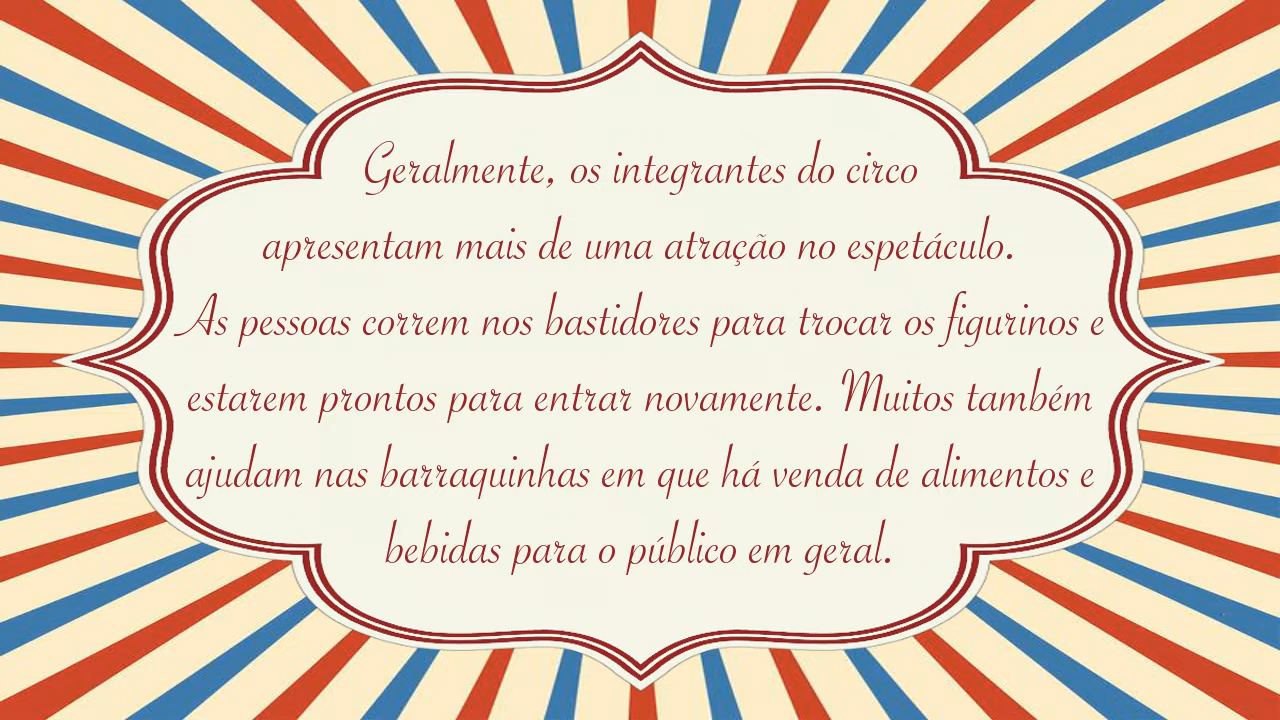 Geralmente, os integrantes do circo
apresentam mais de uma atração no espetáculo.
As pessoas correm nos bastidores para trocar os figurinos e
estarem prontos para entrar novamente. Muitos também
ajudam nas barraquinhas em que há venda de alimentos e
bebidas para o público em geral.